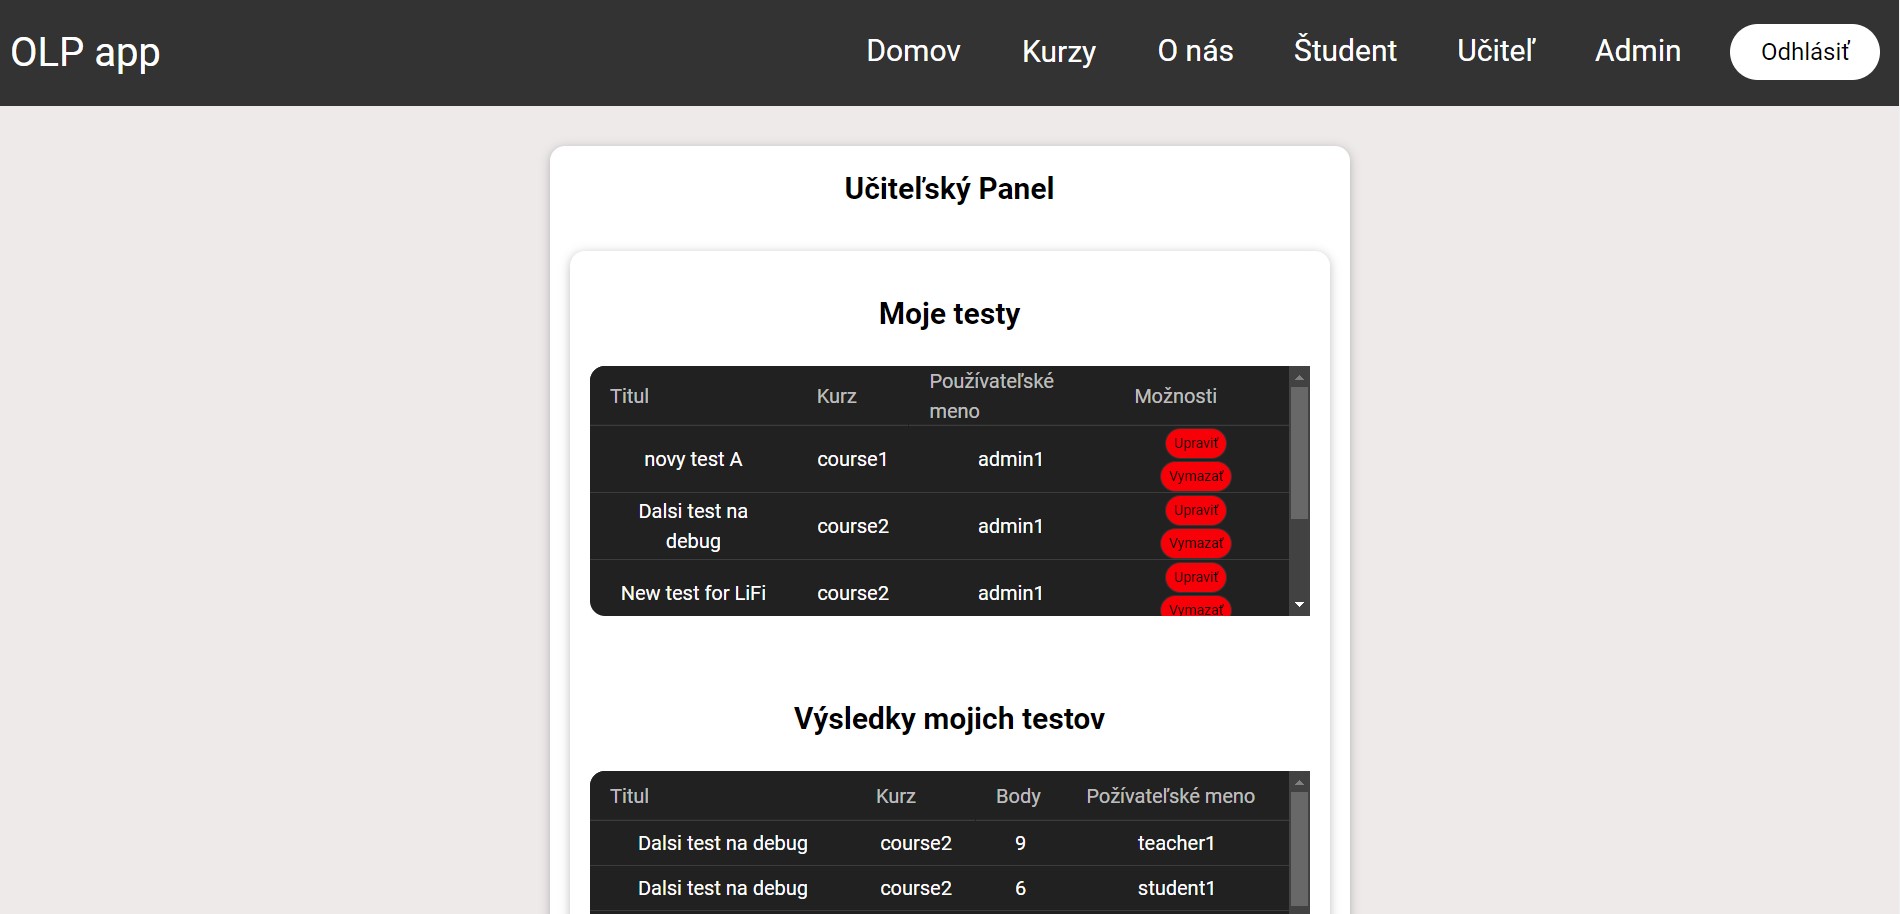 OLP app
Domov Kurzy O nás Študent Učiteľ Admin Odhlásiť
Učiteľský Panel
Moje testy
Titul Kurz Používateľské meno Možnosti
novy test A course1 admin1 Upraviť Vymazať
Dalsi test na debug course2 admin1 Upraviť Vymazať
New test for LiFi course2 admin1 Upraviť Vymazať
Výsledky mojich testov
Titul Kurz Body Požívateľské meno
Dalsi test na debug course2 9 teacher1
Dalsi test na debug course2 6 student1